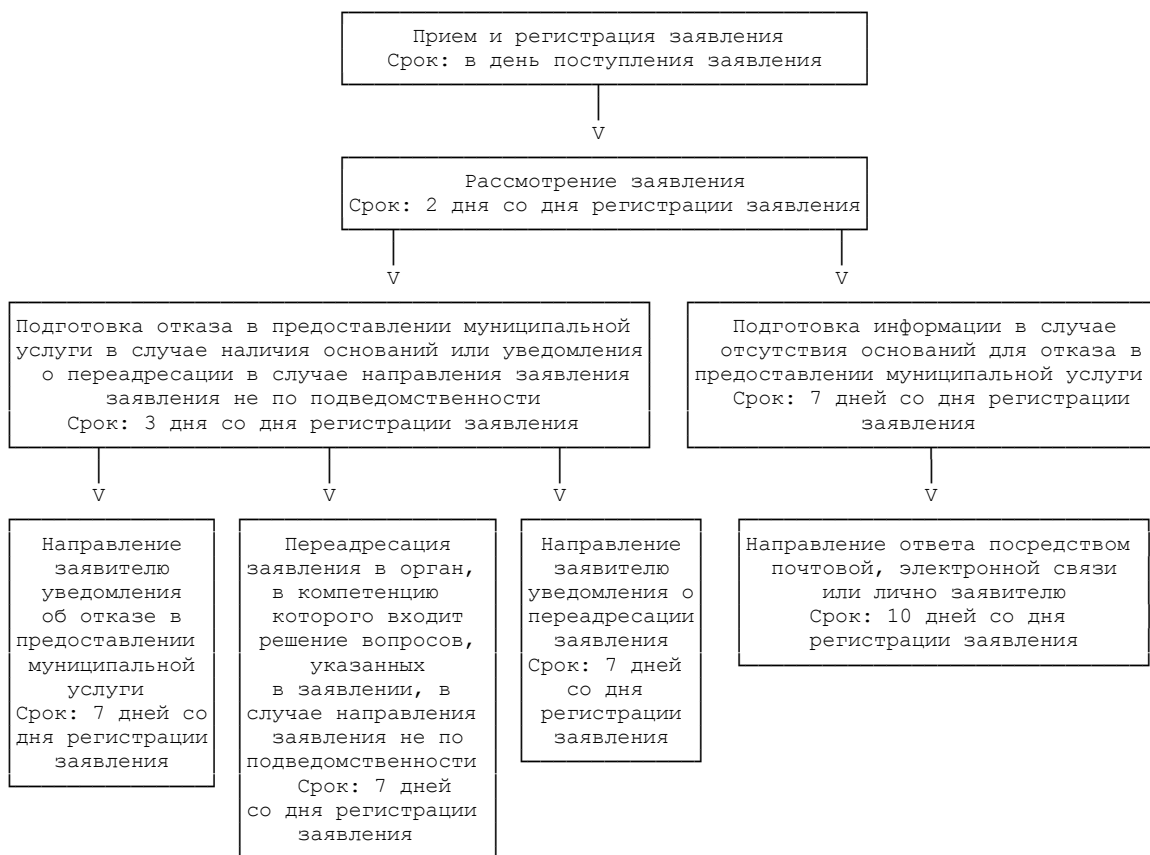 Прием и регистрация заявления
Срок: в день поступления заявления
V
Рассмотрение заявления
Срок: 2 дня со дня регистрации заявления
V
V
Подготовка отказа в предоставлении муниципальной
услуги в случае наличия оснований или уведомления
о переадресации в случае направления заявления
заявления не по подведомственности
Срок: 3 дня со дня регистрации заявления
Подготовка информации в случае
отсутствия оснований для отказа в
предоставлении муниципальной услуги
Срок: 7 дней со дня регистрации
заявления
V
V
V
V
Направление
заявителю
уведомления
об отказе в
предоставлении
муниципальной
услуги
Срок: 7 дней со
дня регистрации
заявления
Переадресация
заявления в орган,
в компетенцию
которого входит
решение вопросов,
указанных
в заявлении, в
случае направления
заявления не по
подведомственности
Срок: 7 дней
со дня регистрации
заявления
Направление
заявителю
уведомления о
переадресации
заявления
Срок: 7 дней
со дня
регистрации
заявления
Направление ответа посредством
почтовой, электронной связи
или лично заявителю
Срок: 10 дней со дня
регистрации заявления